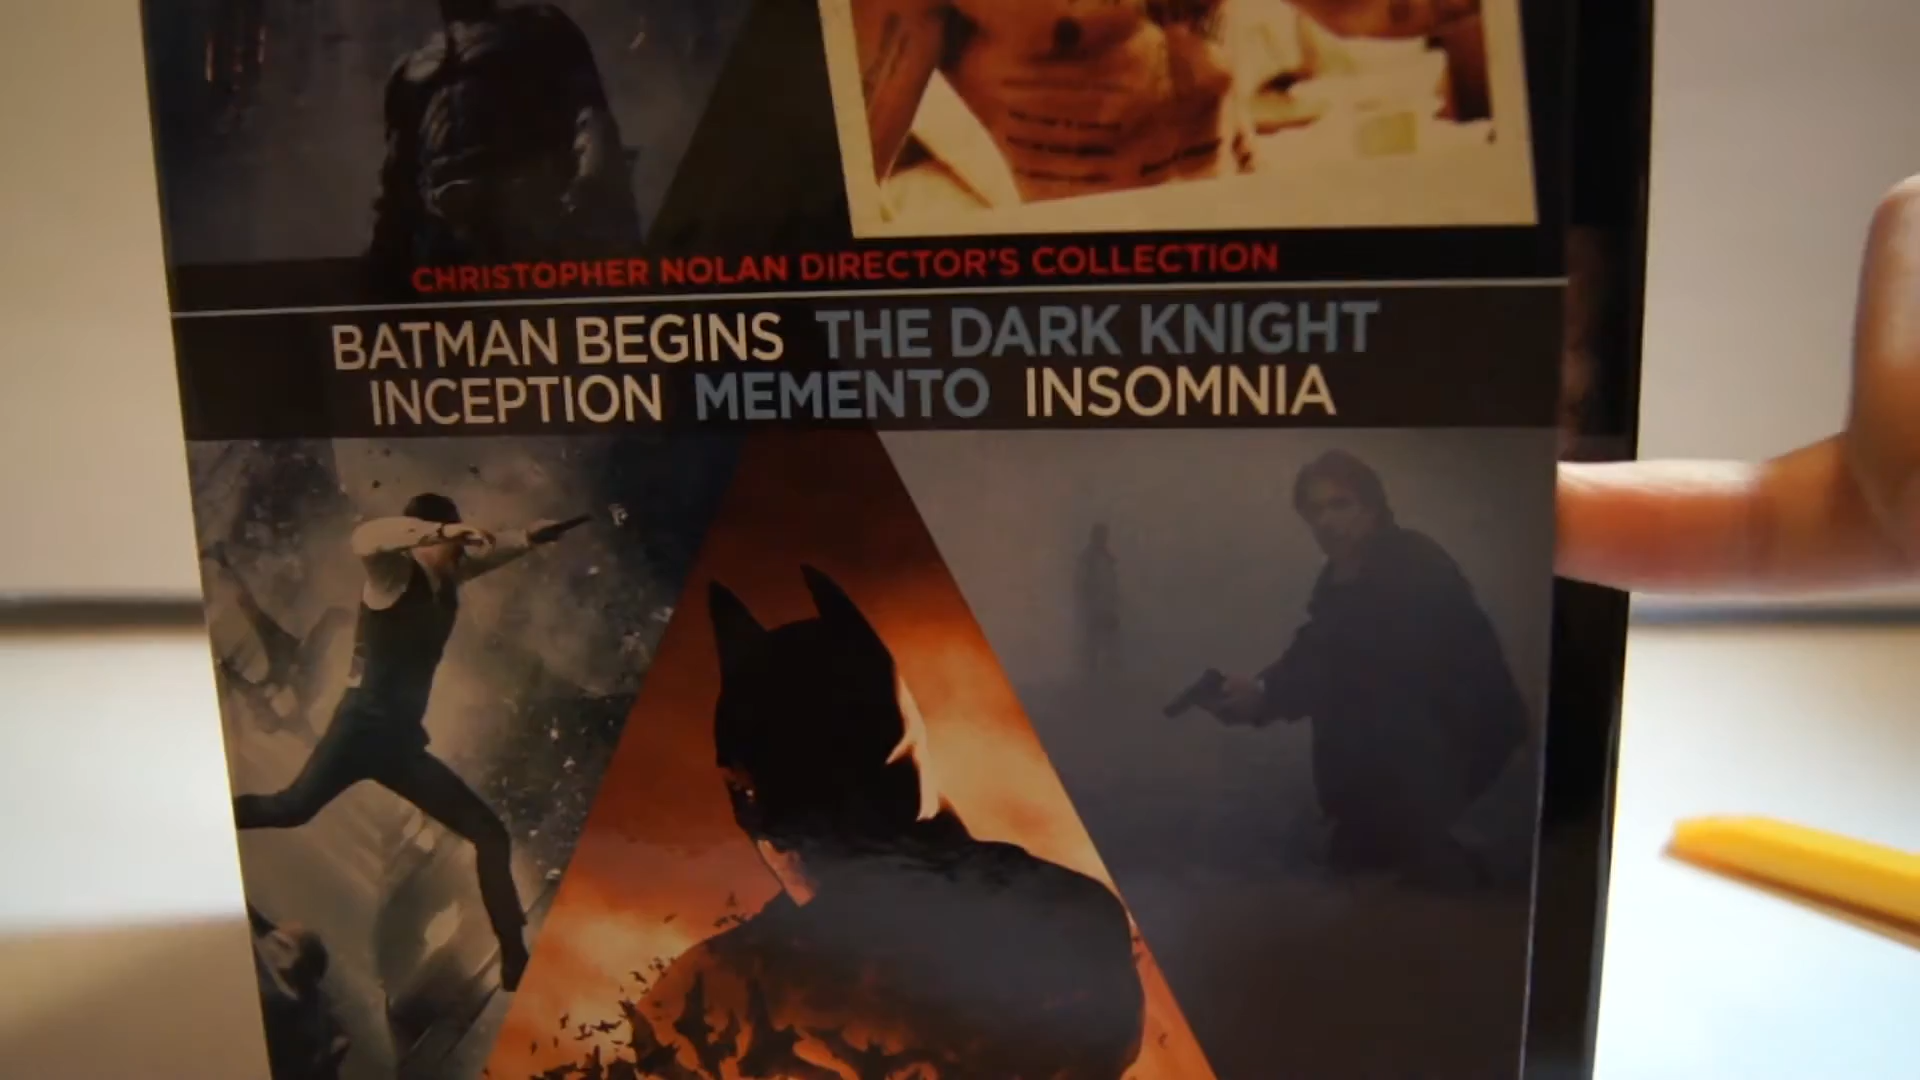 CHRISTOPHER NOLAN DIRECTOR'S COLLECTION
BATMAN BEGINS THE DARK KNIGHT
INCEPTION MEMENTO INSOMNIA